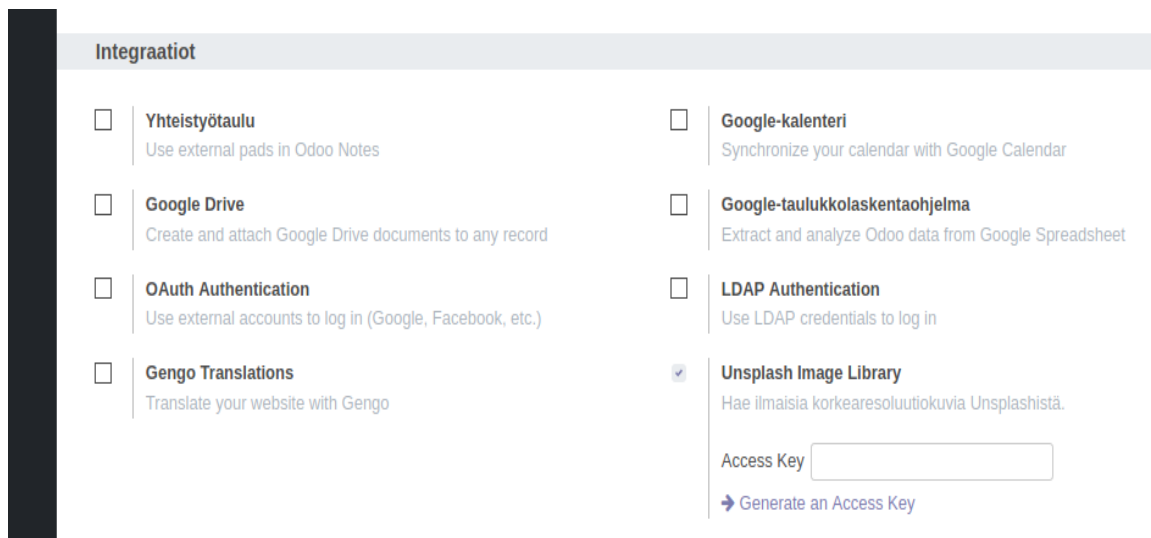 Integraatiot
Yhteistyötaulu
Use external pads in Odoo Notes
Google-kalenteri
Synchronize your calendar with Google Calendar
Google Drive
Create and attach Google Drive documents to any record
Google-taulukkolaskentaohjelma
Extract and analyze Odoo data from Google Spreadsheet
OAuth Authentication
Use external accounts to log in (Google, Facebook, etc.)
LDAP Authentication
Use LDAP credentials to log in
Gengo Translations
Translate your website with Gengo
Unsplash Image Library
Hae ilmaisia korkearesoluutiokuvia Unsplashistä.
Access Key
Generate an Access Key